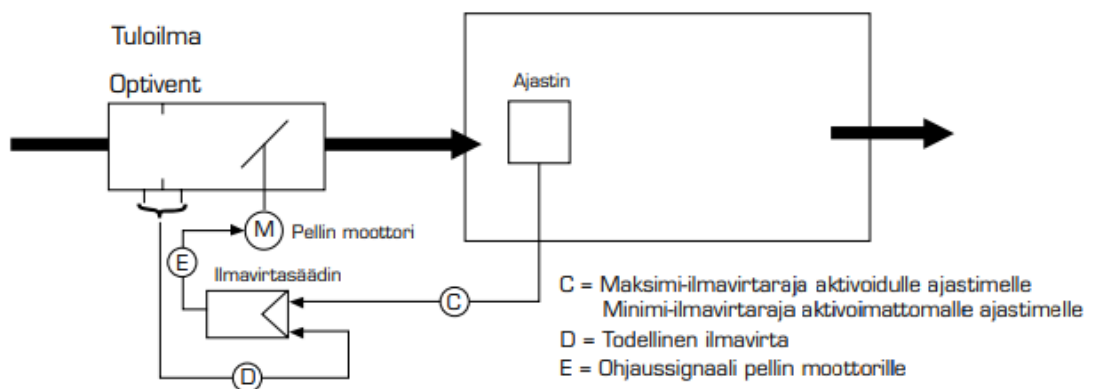 Tuloilma
Optivent
Ajastin
M
Pellin moottori
E
Ilmavirtasäädin
C
D
C = Maksimi-ilmavirtaraja aktivoidulle ajastimelle
Minimi-ilmavirtaraja aktivoimattomalle ajastimelle
D = Todellinen ilmavirta
E = Ohjaussignaali pellin moottorille